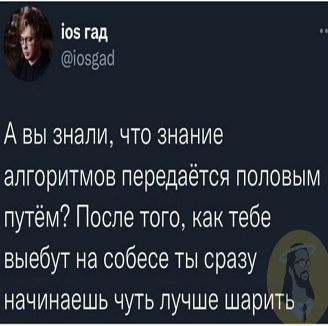 ios гад
@iosgad
А вы знали, что знание
алгоритмов передаётся половым
путём? После того, как тебе
выебут на собесе ты сразу
начинаешь чуть лучше шарить